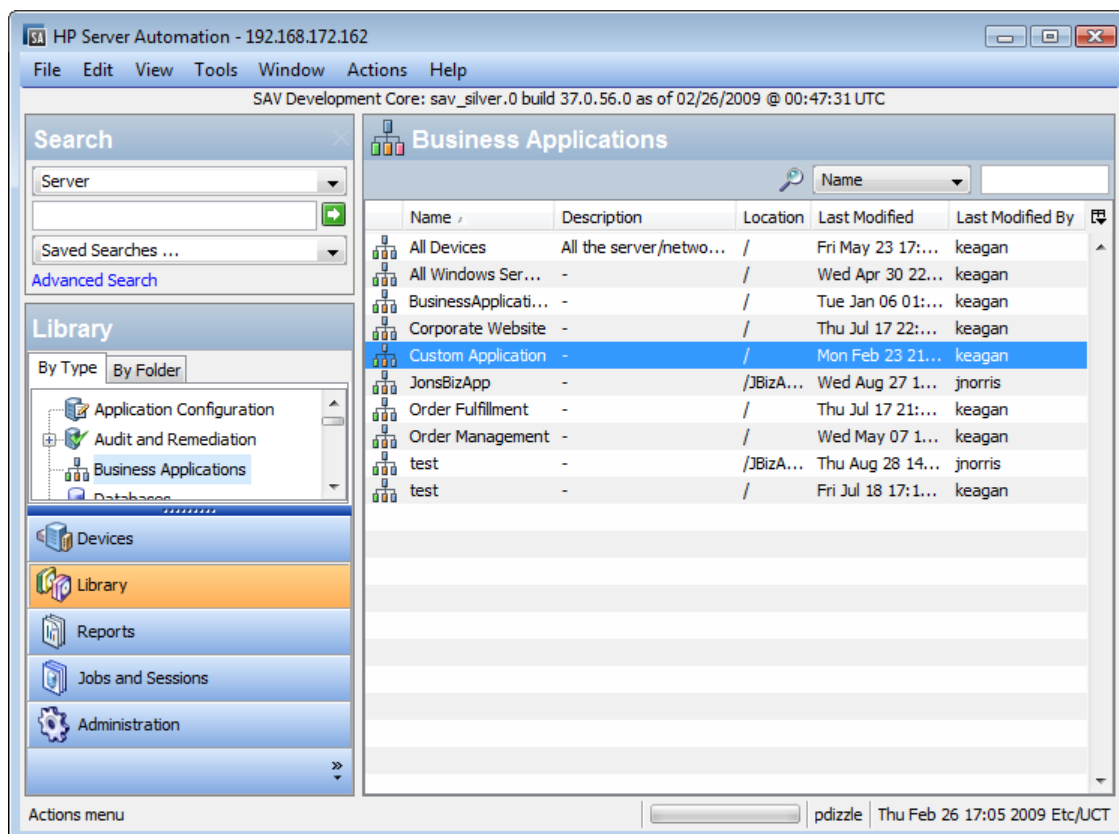 SA HP Server Automation - 192.168.172.162
File Edit View Tools Window Actions Help
SAV Development Core: sav_silver.0 build 37.0.56.0 as of 02/26/2009 @ 00:47:31 UTC
Search
Server
Saved Searches ...
Advanced Search
Library
By Type By Folder
Application Configuration
Audit and Remediation
Business Applications
Databases
Devices
Library
Reports
Jobs and Sessions
Administration
»
Business Applications
Name
Name Description Location Last Modified Last Modified By
All Devices All the server/netwo... / Fri May 23 17:... keagan
All Windows Ser... - / Wed Apr 30 22... keagan
BusinessApplicati... - / Tue Jan 06 01:... keagan
Corporate Website - / Thu Jul 17 22:... keagan
Custom Application - / Mon Feb 23 21... keagan
JonsBizApp - /JBizA... Wed Aug 27 1... jnorris
Order Fulfillment - / Thu Jul 17 21:... keagan
Order Management - / Wed May 07 1... keagan
test - /JBizA... Thu Aug 28 14... jnorris
test - / Fri Jul 18 17:1... keagan
Actions menu pdizzle Thu Feb 26 17:05 2009 Etc/UCT